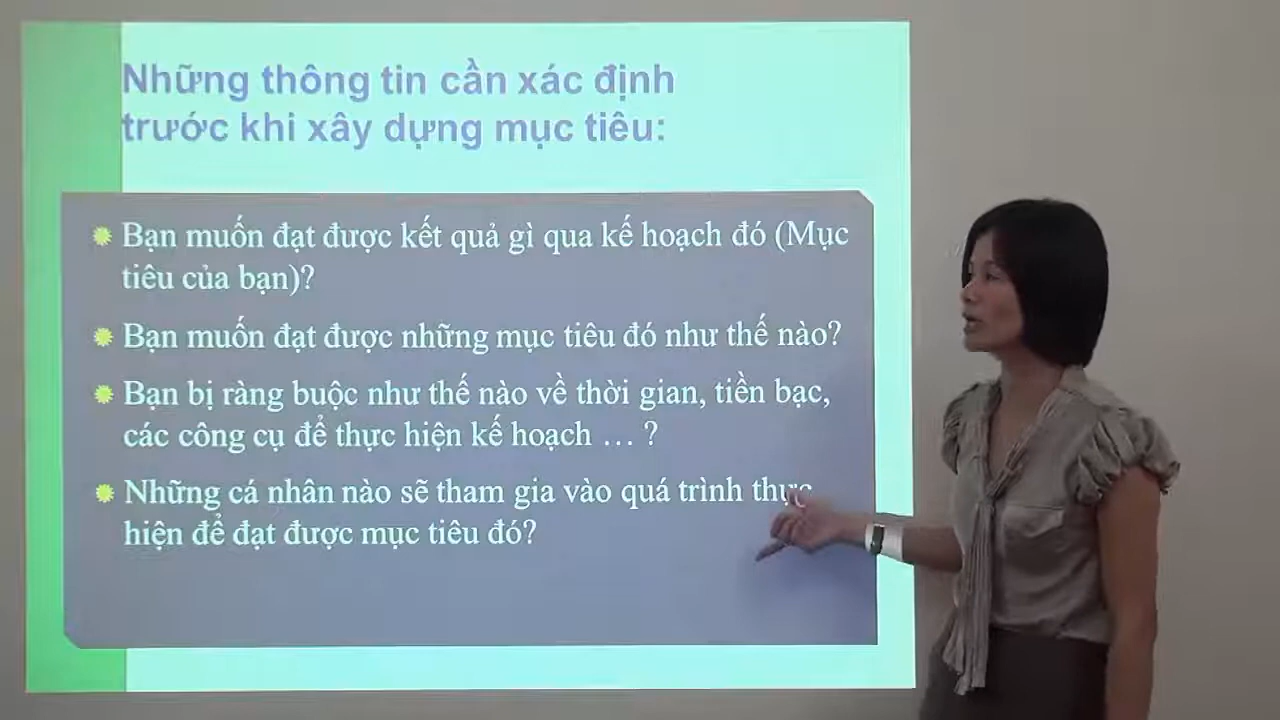 Những thông tin cần xác định
trước khi xây dựng mục tiêu:
Bạn muốn đạt được kết quả gì qua kế hoạch đó (Mục
tiêu của bạn)?
Bạn muốn đạt được những mục tiêu đó như thế nào?
Bạn bị ràng buộc như thế nào về thời gian, tiền bạc,
các công cụ để thực hiện kế hoạch … ?
Những cá nhân nào sẽ tham gia vào quá trình thực
hiện để đạt được mục tiêu đó?